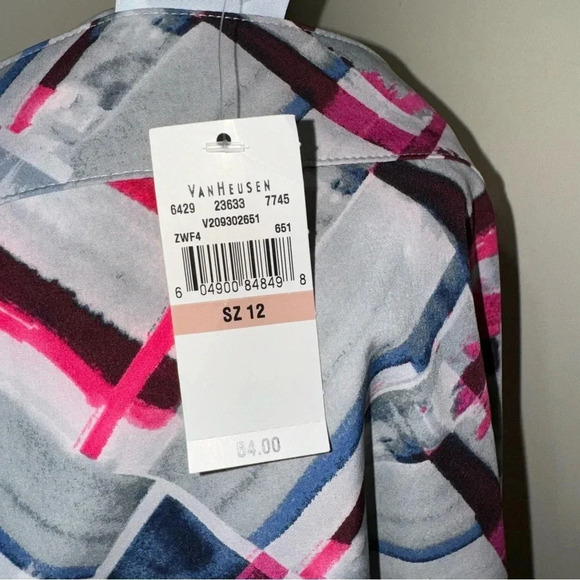 VANHEUSEN
6429 23633 7745
V209302651
ZWF4 651
6 04900 84849 8
SZ 12
64.00